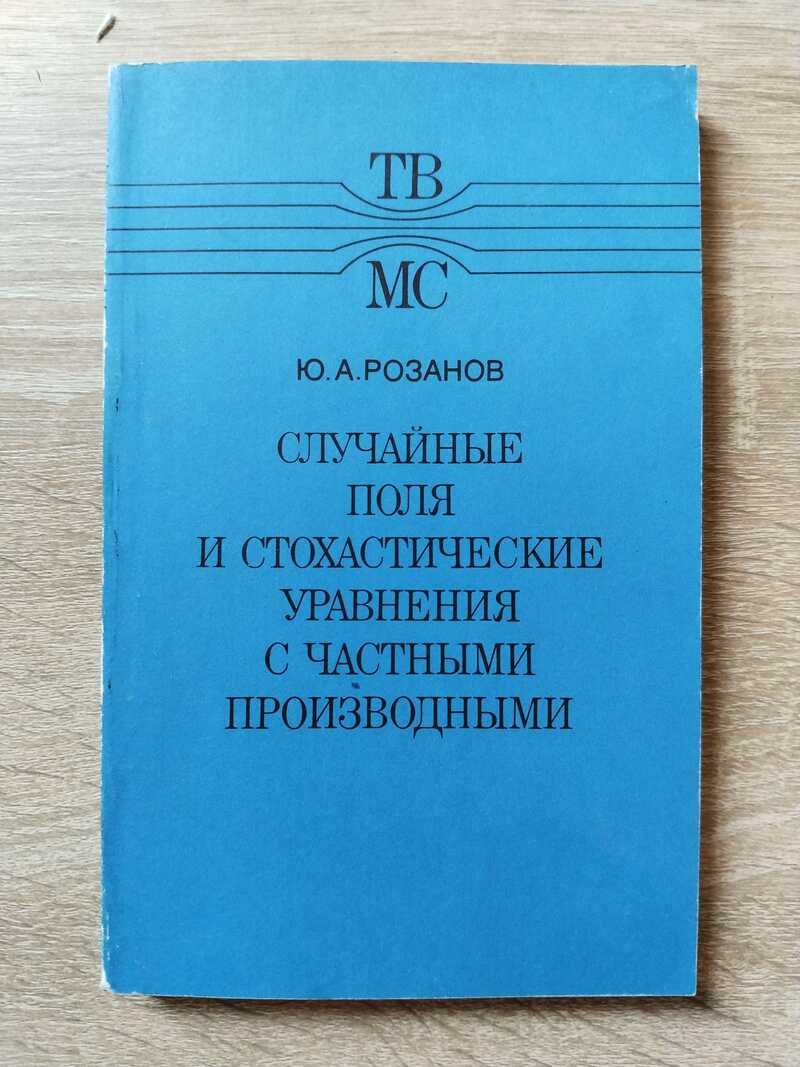 ТВ
МС
Ю.А.РОЗАНОВ
СЛУЧАЙНЫЕ
ПОЛЯ
И СТОХАСТИЧЕСКИЕ
УРАВНЕНИЯ
С ЧАСТНЫМИ
ПРОИЗВОДНЫМИ